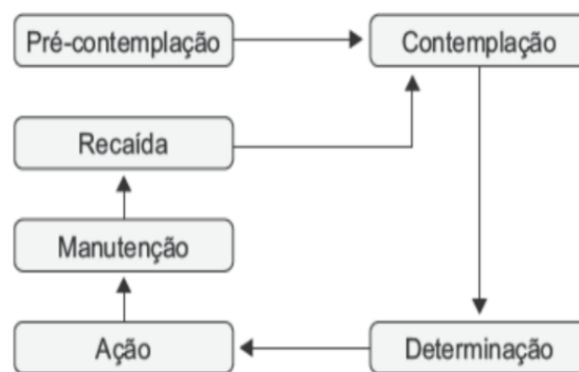 Pré-contemplação
Contemplação
Recaída
Manutenção
Ação
Determinação